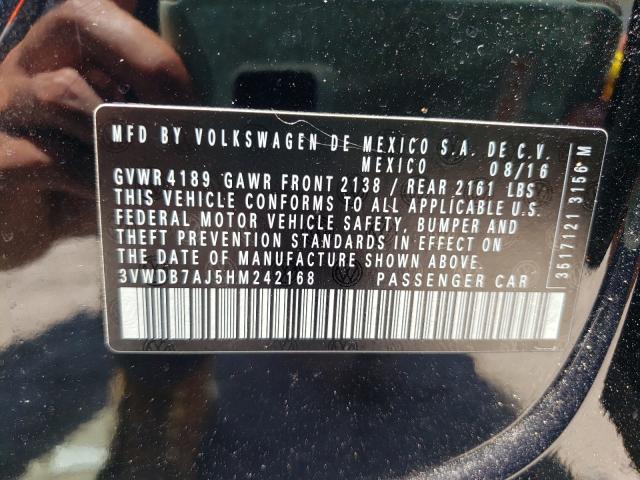 MFD BY VOLKSWAGEN DE MEXICO S.A. DE C.V.
MEXICO 08/16
GVWR 4189 GAWR FRONT 2138 / REAR 2161 LBS
THIS VEHICLE CONFORMS TO ALL APPLICABLE U.S.
FEDERAL MOTOR VEHICLE SAFETY, BUMPER AND
THEFT PREVENTION STANDARDS IN EFFECT ON
THE DATE OF MANUFACTURE SHOWN ABOVE.
3VWDB7AJ5HM242168 PASSENGER CAR
3517121 3156 M